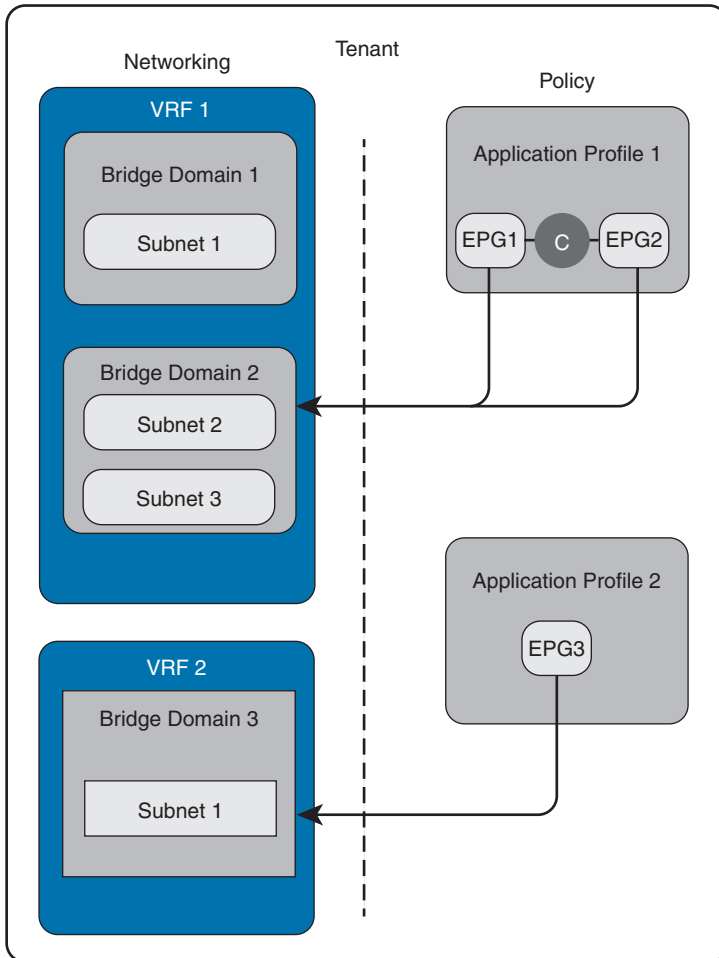 Tenant
Networking
Policy
VRF 1
Bridge Domain 1
Subnet 1
Bridge Domain 2
Subnet 2
Subnet 3
Application Profile 1
EPG1
C
EPG2
VRF 2
Bridge Domain 3
Subnet 1
Application Profile 2
EPG3